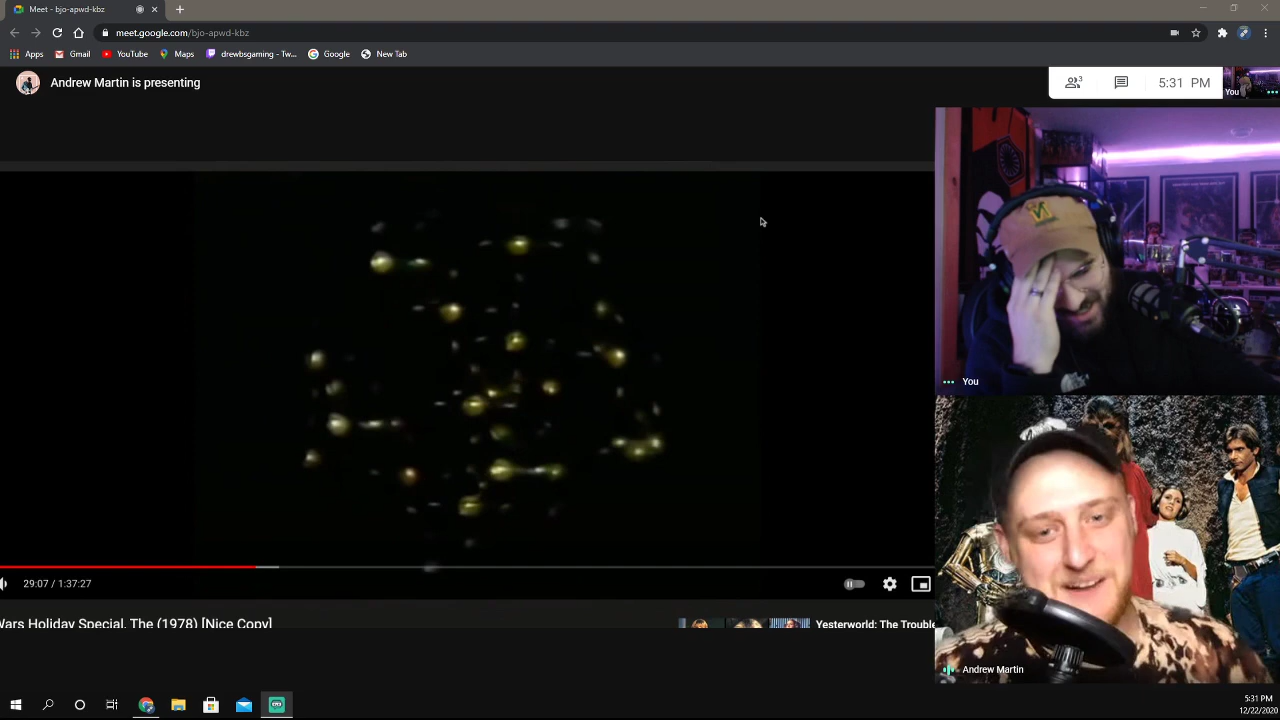 Meet - bjo-apwd-kbz
meet.google.com/bjo-apwd-kbz
Apps Gmail YouTube Maps drewbsgaming - Tw... Google New Tab
Andrew Martin is presenting
3
5:31 PM
You
You
Andrew Martin
29:07 / 1:37:27
Wars Holiday Special, The (1978) [Nice Copy]
Yesterworld: The Trouble
5:31 PM
12/22/2020